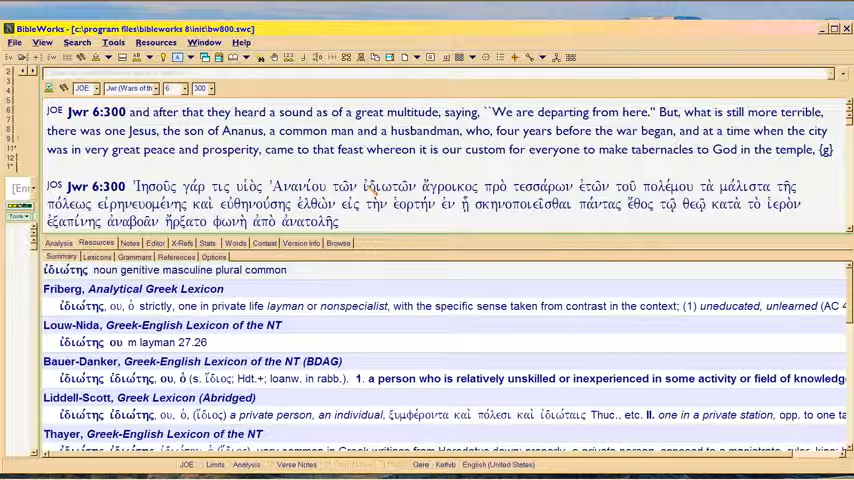 BibleWorks - [c:\program files\bibleworks 8\init\bw800.swc]
File View Search Tools Resources Window Help
JOE Jwr (Wars of th 6 300
JOE Jwr 6:300 and after that they heard a sound as of a great multitude, saying, ``We are departing from here.'' But, what is still more terrible,
there was one Jesus, the son of Ananus, a common man and a husbandman, who, four years before the war began, and at a time when the city
was in very great peace and prosperity, came to that feast whereon it is our custom for everyone to make tabernacles to God in the temple, {g}
JOS Jwr 6:300 Ἰησοῦς γάρ τις υἱὸς Ἀνανίου τῶν ἰδιωτῶν ἄγροικος πρὸ τεσσάρων ἐτῶν τοῦ πολέμου τὰ μάλιστα τῆς
πόλεως εἰρηνευομένης καὶ εὐθηνούσης ἐλθὼν εἰς τὴν ἑορτήν ἐν ᾗ σκηνοποιεῖσθαι πάντας ἔθος τῷ θεῷ κατὰ τὸ ἱερὸν
ἐξαπίνης ἀναβοᾶν ἤρξατο φωνὴ ἀπὸ ἀνατολῆς
Analysis Resources Notes Editor X-Refs Stats Words Context Version Info Browse
Summary Lexicons Grammars References Options
ἰδιώτης noun genitive masculine plural common
Friberg, Analytical Greek Lexicon
ἰδιώτης, ου, ὁ strictly, one in private life layman or nonspecialist, with the specific sense taken from contrast in the context; (1) uneducated, unlearned (AC 4
Louw-Nida, Greek-English Lexicon of the NT
ἰδιώτης ου m layman 27.26
Bauer-Danker, Greek-English Lexicon of the NT (BDAG)
ἰδιώτης ἰδιώτης, ου, ὁ (s. ἴδιος; Hdt.+; loanw. in rabb.). 1. a person who is relatively unskilled or inexperienced in some activity or field of knowledg
Liddell-Scott, Greek Lexicon (Abridged)
ἰδιώτης ἰδιώτης, ου, ὁ, (ἴδιος) a private person, an individual, ξυμφέροντα καὶ πόλεσι καὶ ἰδιώταις Thuc., etc. II. one in a private station, opp. to one ta
Thayer, Greek-English Lexicon of the NT
JOE Limits Analysis Verse Notes Qere Kethib English (United States)